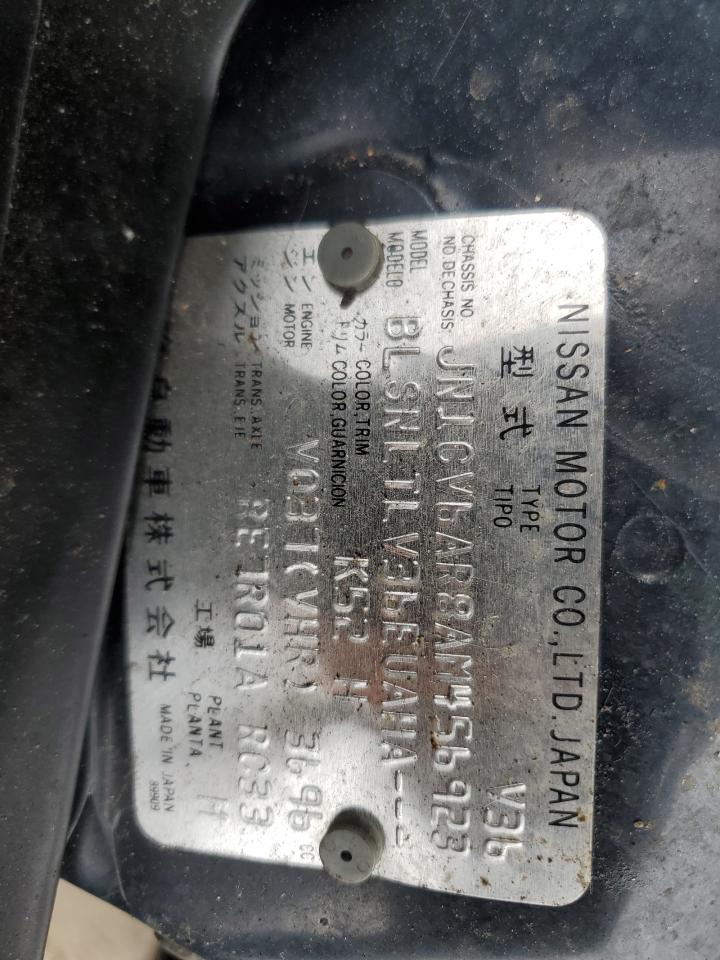 NISSAN MOTOR CO.,LTD.JAPAN
型式 TYPE V36
TIPO
CHASSIS NO. JN1CV6AR8AM456923
NO.DE CHASIS
MODEL BLSNLTLV36EUAHA---
MODELO
カラー COLOR,TRIM K52 H
トリム COLOR,GUARNICION
エン ENGINE VQ37(VHR) 3696 CC
ジン MOTOR
ミッション TRANS.AXLE RE7R01A RC33
アクスル TRANS.EJE
工場 PLANT H
PLANTA
自動車株式会社 MADE IN JAPAN
89909